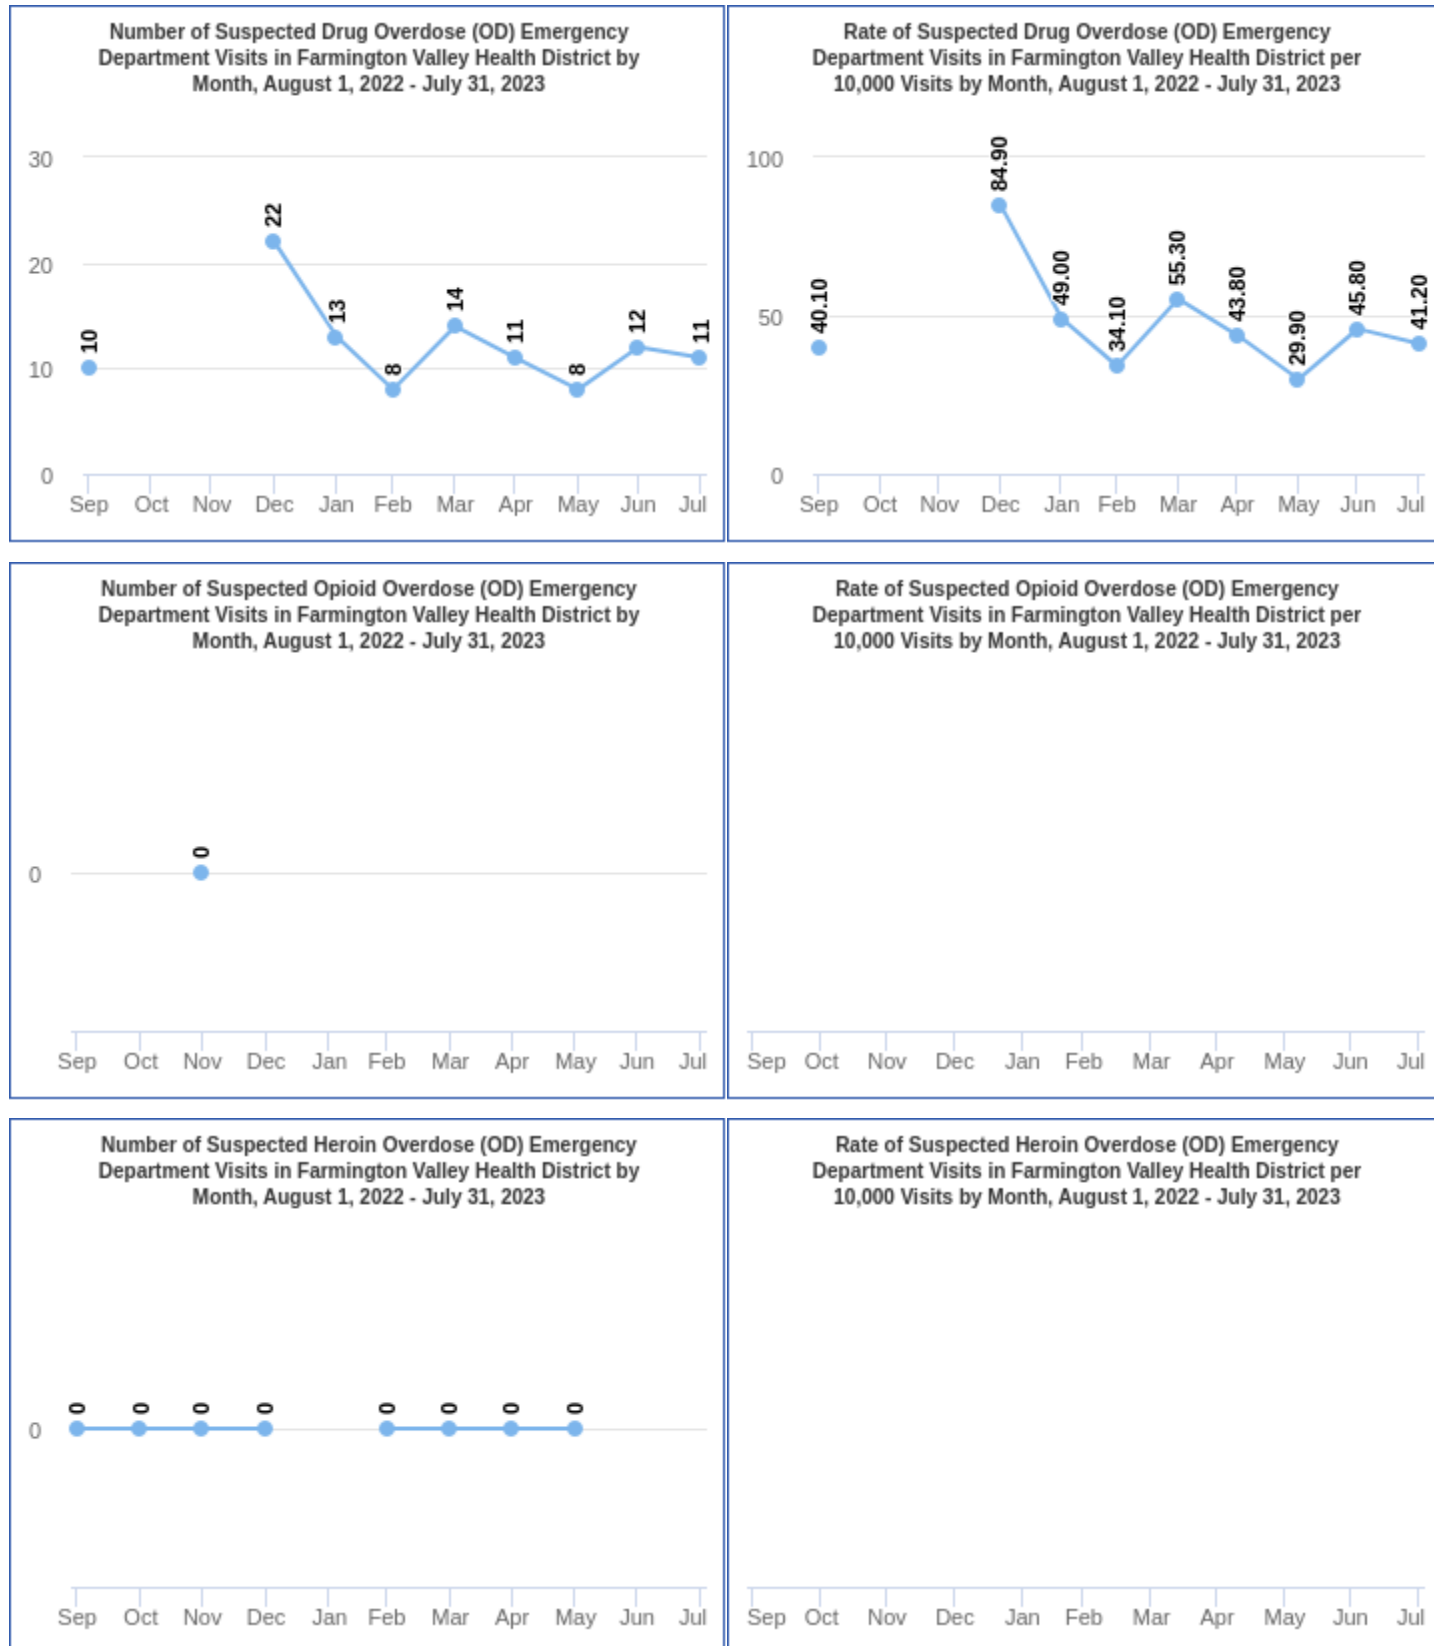 Number of Suspected Drug Overdose (OD) Emergency
Department Visits in Farmington Valley Health District by
Month, August 1, 2022 - July 31, 2023
30
20
10
0
10
22
13
8
14
11
8
12
11
Sep Oct Nov Dec Jan Feb Mar Apr May Jun Jul
Rate of Suspected Drug Overdose (OD) Emergency
Department Visits in Farmington Valley Health District per
10,000 Visits by Month, August 1, 2022 - July 31, 2023
100
50
0
40.10
84.90
49.00
34.10
55.30
43.80
29.90
45.80
41.20
Sep Oct Nov Dec Jan Feb Mar Apr May Jun Jul
Number of Suspected Opioid Overdose (OD) Emergency
Department Visits in Farmington Valley Health District by
Month, August 1, 2022 - July 31, 2023
0
0
Sep Oct Nov Dec Jan Feb Mar Apr May Jun Jul
Rate of Suspected Opioid Overdose (OD) Emergency
Department Visits in Farmington Valley Health District per
10,000 Visits by Month, August 1, 2022 - July 31, 2023
Sep Oct Nov Dec Jan Feb Mar Apr May Jun Jul
Number of Suspected Heroin Overdose (OD) Emergency
Department Visits in Farmington Valley Health District by
Month, August 1, 2022 - July 31, 2023
0
0 0 0 0 0 0 0 0
Sep Oct Nov Dec Jan Feb Mar Apr May Jun Jul
Rate of Suspected Heroin Overdose (OD) Emergency
Department Visits in Farmington Valley Health District per
10,000 Visits by Month, August 1, 2022 - July 31, 2023
Sep Oct Nov Dec Jan Feb Mar Apr May Jun Jul